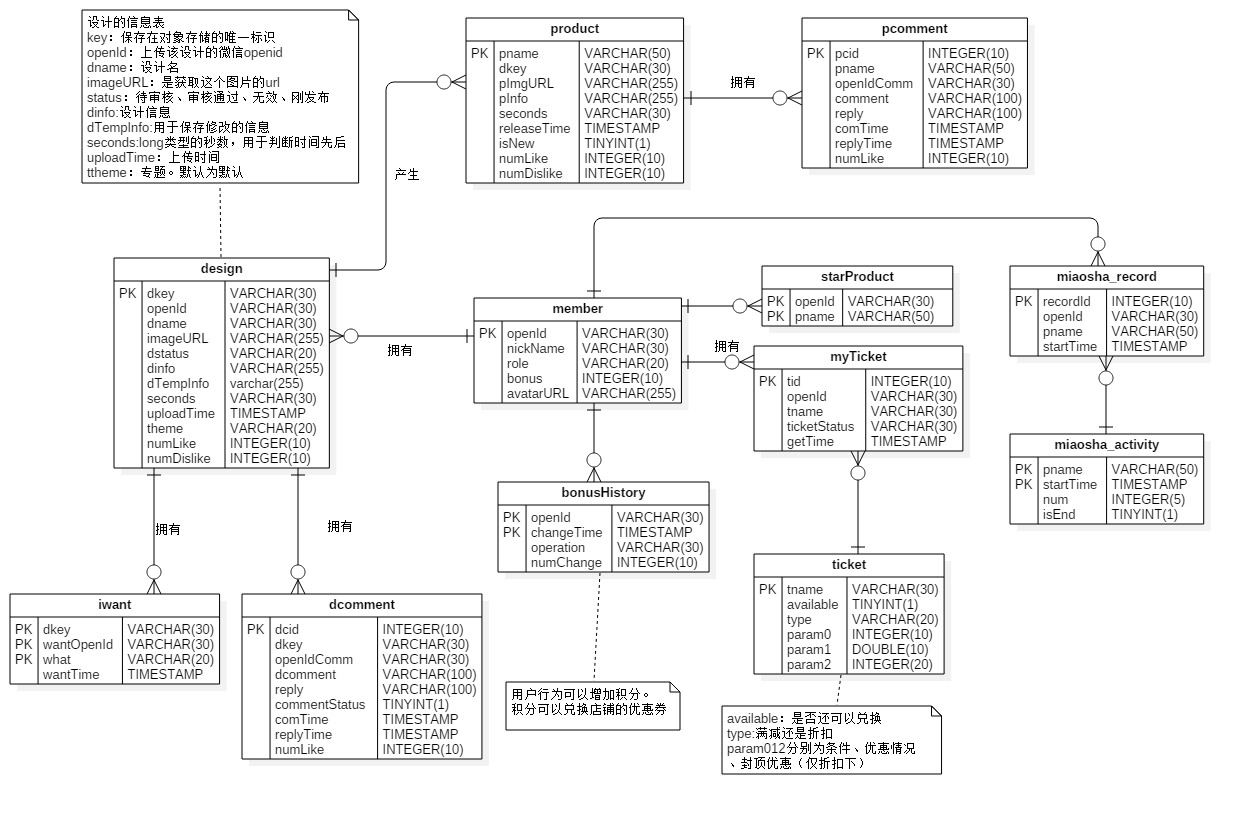 设计的信息表
key：保存在对象存储的唯一标识
openId：上传该设计的微信openid
dname：设计名
imageURL：是获取这个图片的url
status：待审核、审核通过、无效、刚发布
dinfo:设计信息
dTempInfo:用于保存修改的信息
seconds:long类型的秒数，用于判断时间先后
uploadTime：上传时间
ttheme：专题。默认为默认
product
PK pname VARCHAR(50)
dkey VARCHAR(30)
pImgURL VARCHAR(255)
pInfo VARCHAR(255)
seconds VARCHAR(30)
releaseTime TIMESTAMP
isNew TINYINT(1)
numLike INTEGER(10)
numDislike INTEGER(10)
拥有
pcomment
PK pcid INTEGER(10)
pname VARCHAR(50)
openIdComm VARCHAR(30)
comment VARCHAR(100)
reply VARCHAR(100)
comTime TIMESTAMP
replyTime TIMESTAMP
numLike INTEGER(10)
产生
design
PK dkey VARCHAR(30)
openId VARCHAR(30)
dname VARCHAR(30)
imageURL VARCHAR(255)
dstatus VARCHAR(20)
dinfo VARCHAR(255)
dTempInfo varchar(255)
seconds VARCHAR(30)
uploadTime TIMESTAMP
theme VARCHAR(20)
numLike INTEGER(10)
numDislike INTEGER(10)
拥有
member
PK openId VARCHAR(30)
nickName VARCHAR(30)
role VARCHAR(20)
bonus INTEGER(10)
avatarURL VARCHAR(255)
starProduct
PK openId VARCHAR(30)
PK pname VARCHAR(50)
拥有
myTicket
PK tid INTEGER(10)
openId VARCHAR(30)
tname VARCHAR(30)
ticketStatus VARCHAR(30)
getTime TIMESTAMP
miaosha_record
PK recordId INTEGER(10)
openId VARCHAR(30)
pname VARCHAR(50)
startTime TIMESTAMP
miaosha_activity
PK pname VARCHAR(50)
PK startTime TIMESTAMP
num INTEGER(5)
isEnd TINYINT(1)
拥有
拥有
bonusHistory
PK openId VARCHAR(30)
PK changeTime TIMESTAMP
operation VARCHAR(30)
numChange INTEGER(10)
ticket
PK tname VARCHAR(30)
available TINYINT(1)
type VARCHAR(20)
param0 INTEGER(10)
param1 DOUBLE(10)
param2 INTEGER(20)
iwant
PK dkey VARCHAR(30)
PK wantOpenId VARCHAR(30)
PK what VARCHAR(20)
wantTime TIMESTAMP
dcomment
PK dcid INTEGER(10)
dkey VARCHAR(30)
openIdComm VARCHAR(30)
dcomment VARCHAR(100)
reply VARCHAR(100)
commentStatus TINYINT(1)
comTime TIMESTAMP
replyTime TIMESTAMP
numLike INTEGER(10)
用户行为可以增加积分。
积分可以兑换店铺的优惠券
available：是否还可以兑换
type:满减还是折扣
param012分别为条件、优惠情况
、封顶优惠（仅折扣下）